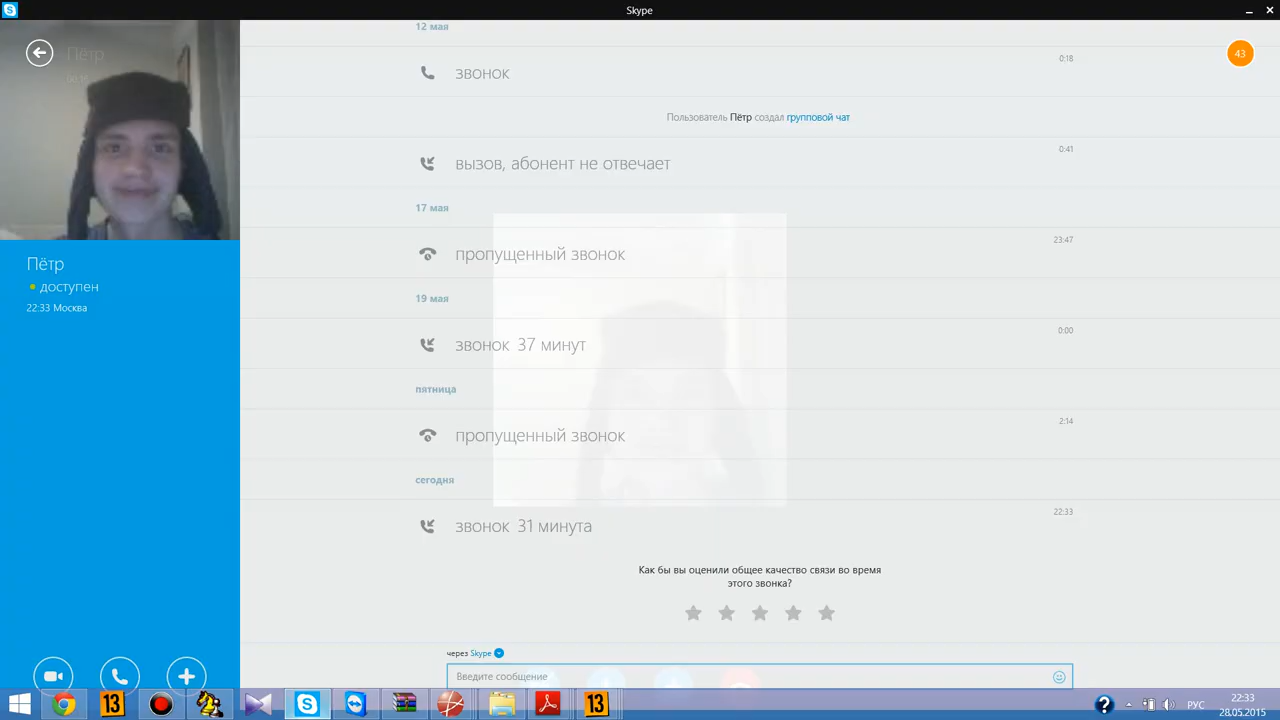 Skype
12 мая
0:18
звонок
43
Пётр
Пользователь Пётр создал групповой чат
0:41
вызов, абонент не отвечает
17 мая
23:47
пропущенный звонок
Пётр
доступен
22:33 Москва
19 мая
0:00
звонок 37 минут
пятница
2:14
пропущенный звонок
сегодня
22:33
звонок 31 минута
Как бы вы оценили общее качество связи во время
этого звонка?
через Skype
Введите сообщение
13
13
РУС
22:33
28.05.2015